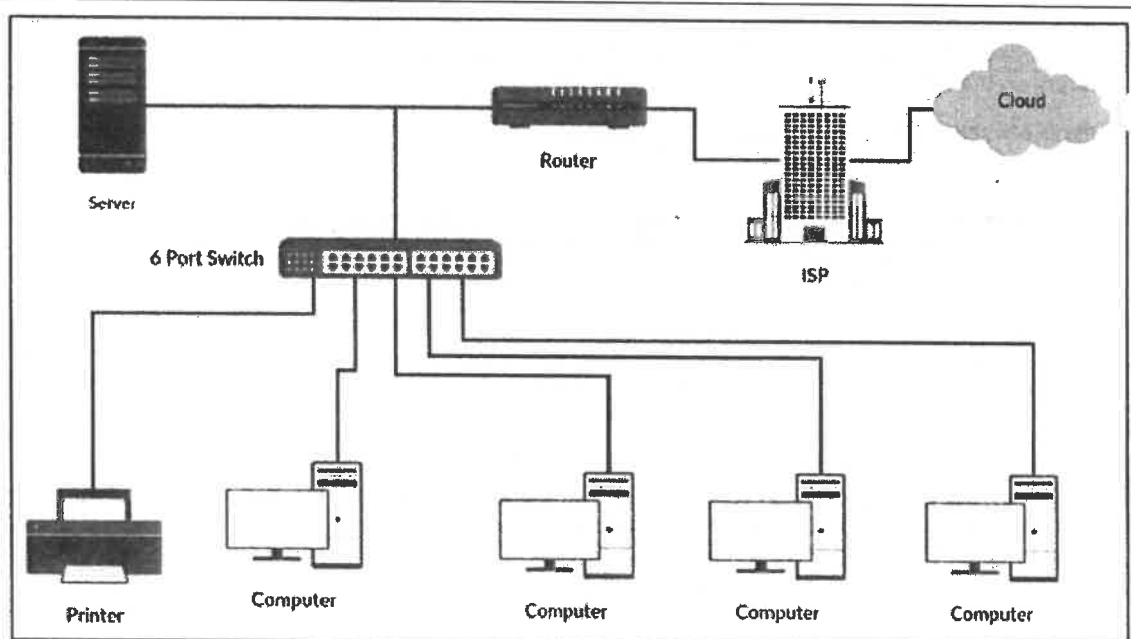 Cloud
Router
Server
6 Port Switch
ISP
Printer
Computer
Computer
Computer
Computer